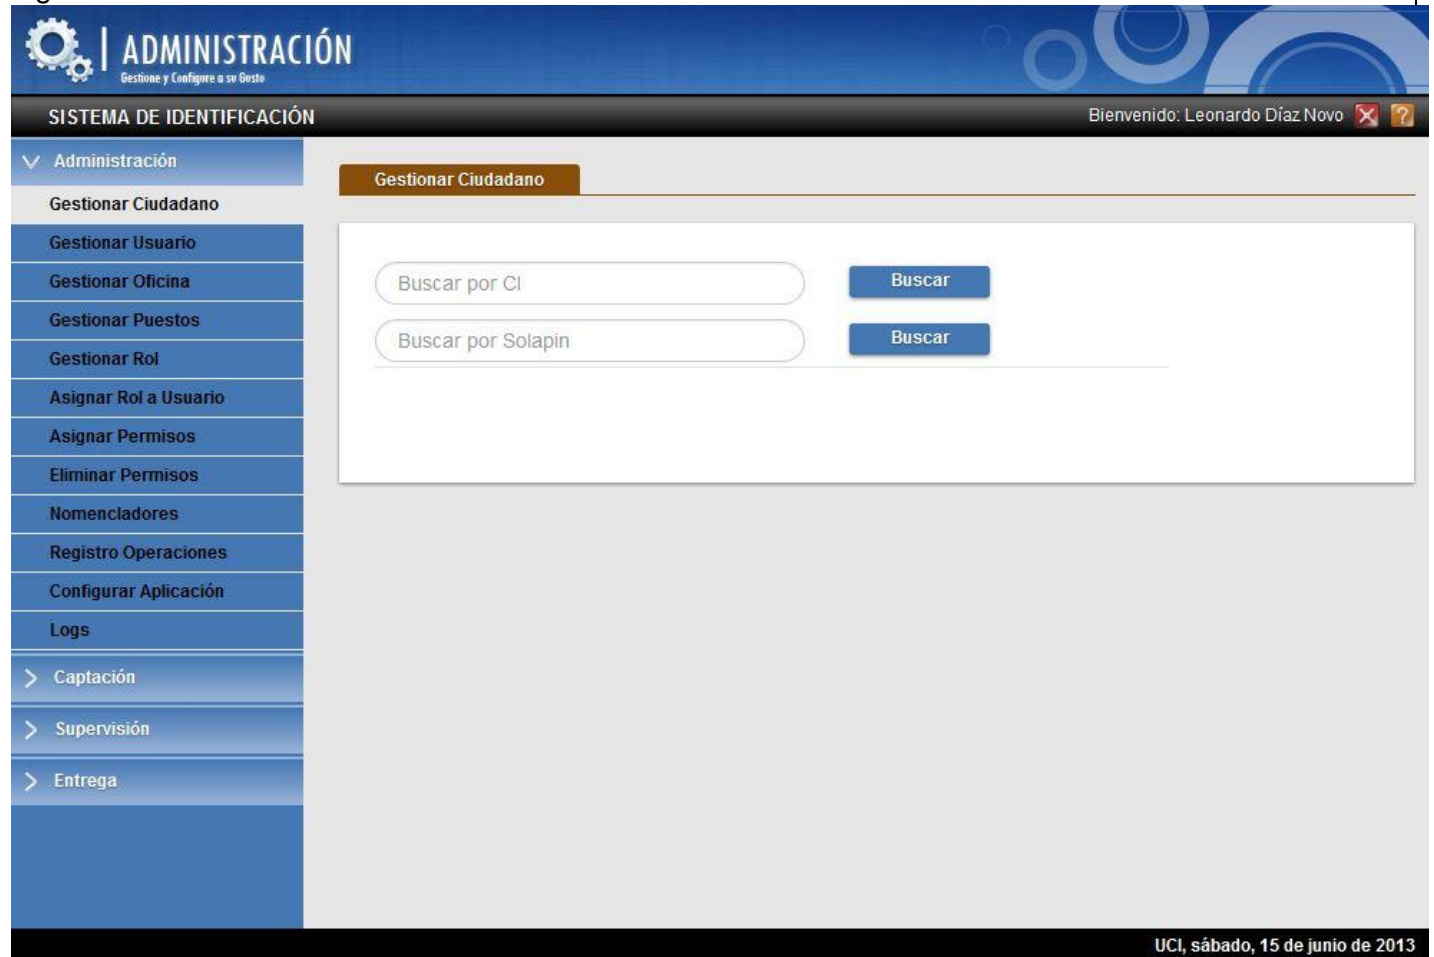 ADMINISTRACIÓN
Gestione y Configure a su Gusto
SISTEMA DE IDENTIFICACIÓN
Bienvenido: Leonardo Díaz Novo
Administración
Gestionar Ciudadano
Gestionar Usuario
Gestionar Oficina
Gestionar Puestos
Gestionar Rol
Asignar Rol a Usuario
Asignar Permisos
Eliminar Permisos
Nomencladores
Registro Operaciones
Configurar Aplicación
Logs
Captación
Supervisión
Entrega
Gestionar Ciudadano
Buscar por CI
Buscar
Buscar por Solapin
Buscar
UCI, sábado, 15 de junio de 2013